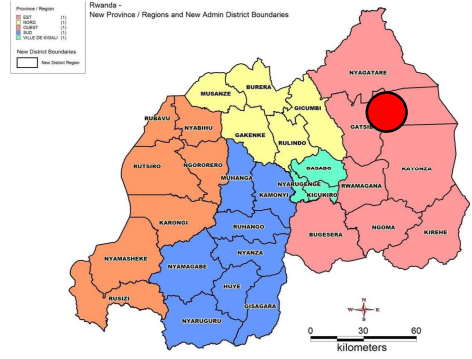 Province / Region
EST (1)
NORD (1)
OUEST (1)
SUD (1)
VILLE DE KIGALI (1)
New District Boundaries
New District Region
Rwanda -
New Province / Regions and New Admin District Boundaries
NYAGATARE
BURERA
MUSANZE
GICUMBI
RUBAVU
NYABIHU
GAKENKE
RULINDO
GATSIB
RUTSIRO
NGORORERO
GASABO
KAYONZA
MUHANGA
NYARUGENGE
RWAMAGANA
KAMONYI
KICUKIRO
KARONGI
RUHANGO
BUGESERA
NGOMA
KIREHE
NYAMASHEKE
NYAMAGABE
NYANZA
RUSIZI
HUYE
GISAGARA
NYARUGURU
N
W E
S
0 30 60
kilometers